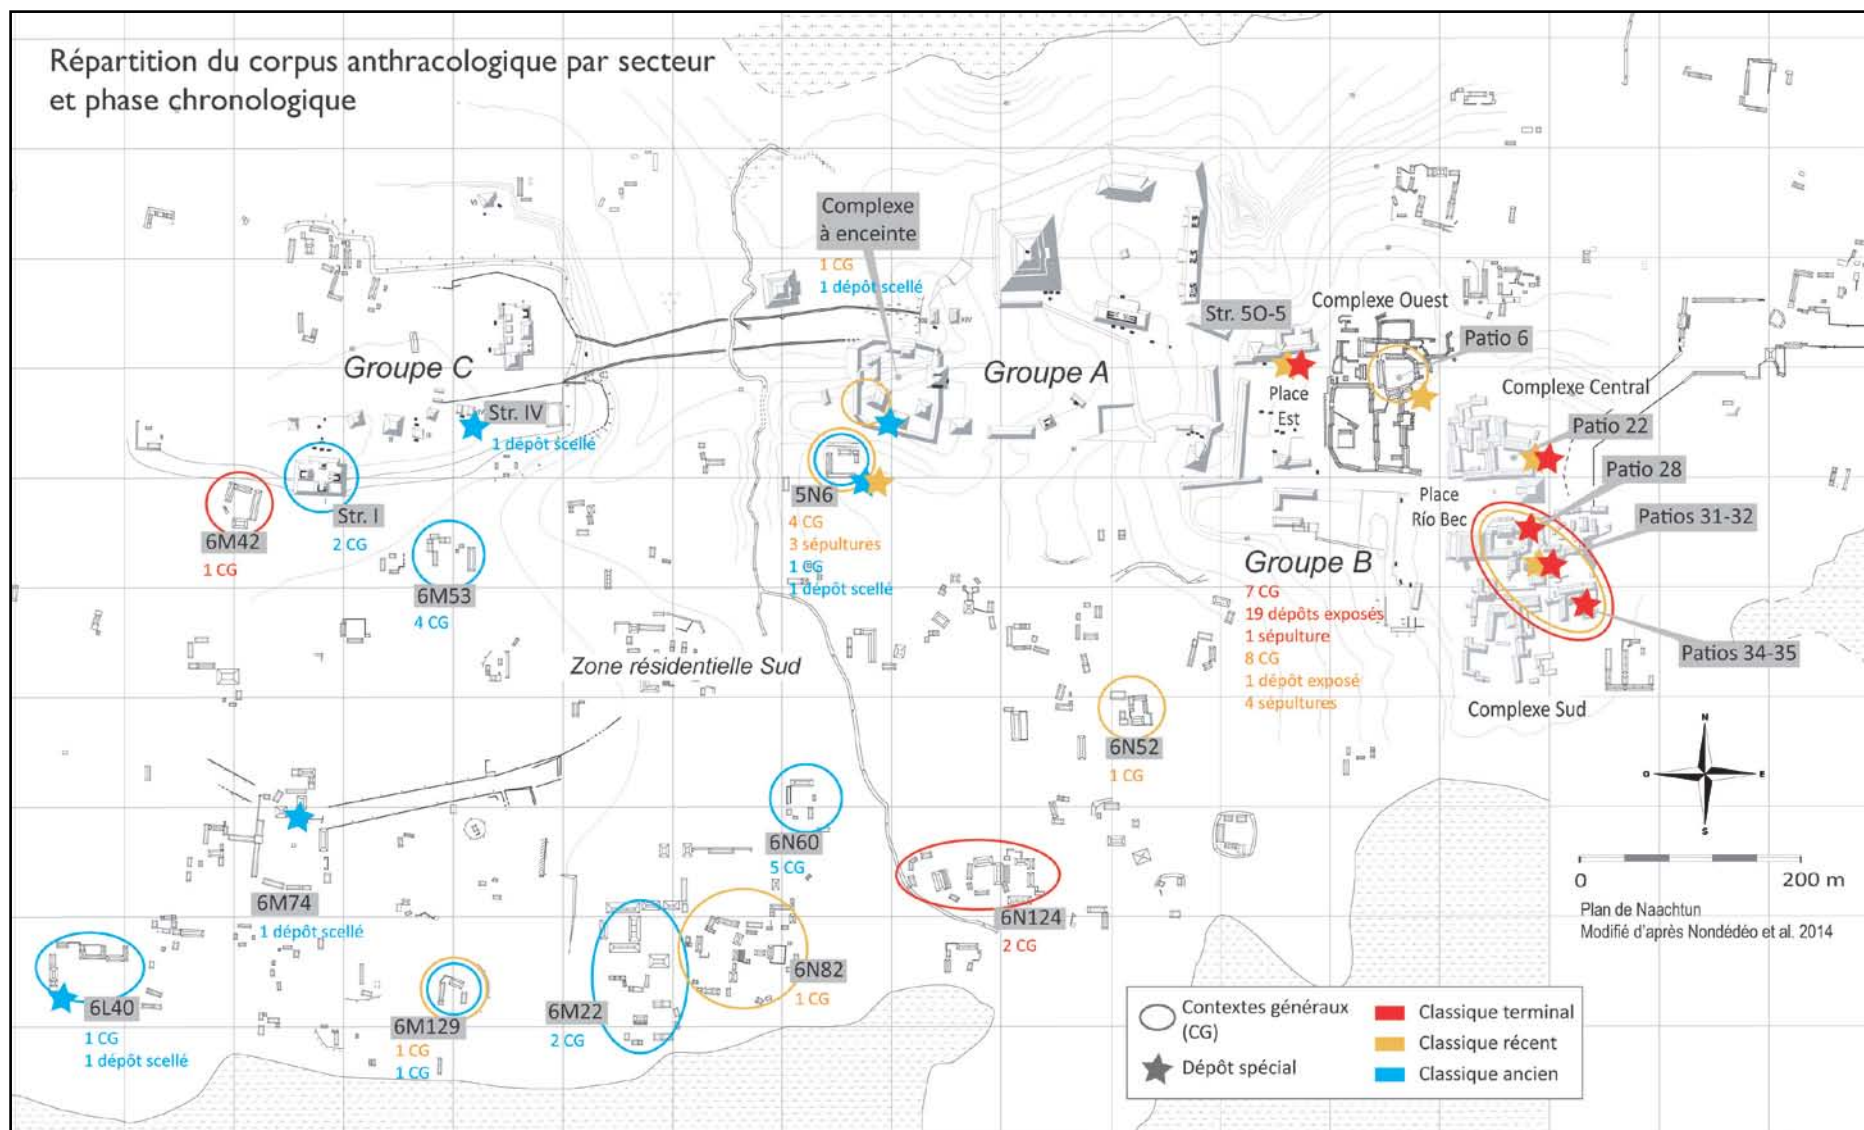 Répartition du corpus anthracologique par secteur
et phase chronologique
Complexe
à enceinte
1 CG
1 dépôt scellé
Groupe C
Str. IV
1 dépôt scellé
Str. I
2 CG
6M42
1 CG
6M53
4 CG
Groupe A
5N6
4 CG
3 sépultures
1 CG
1 dépôt scellé
Str. 5O-5
Complexe Ouest
Patio 6
Place
Est
Complexe Central
Patio 22
Patio 28
Place
Río Bec
Patios 31-32
Groupe B
7 CG
19 dépôts exposés
1 sépulture
8 CG
1 dépôt exposé
4 sépultures
Patios 34-35
Complexe Sud
Zone résidentielle Sud
6N52
1 CG
6N60
5 CG
6N124
2 CG
6M74
1 dépôt scellé
6L40
1 CG
1 dépôt scellé
6M129
1 CG
1 CG
6M22
2 CG
6N82
1 CG
N
O
E
S
0
200 m
Plan de Naachtun
Modifié d'après Nondédéo et al. 2014
Contextes généraux
(CG)
Dépôt spécial
Classique terminal
Classique récent
Classique ancien